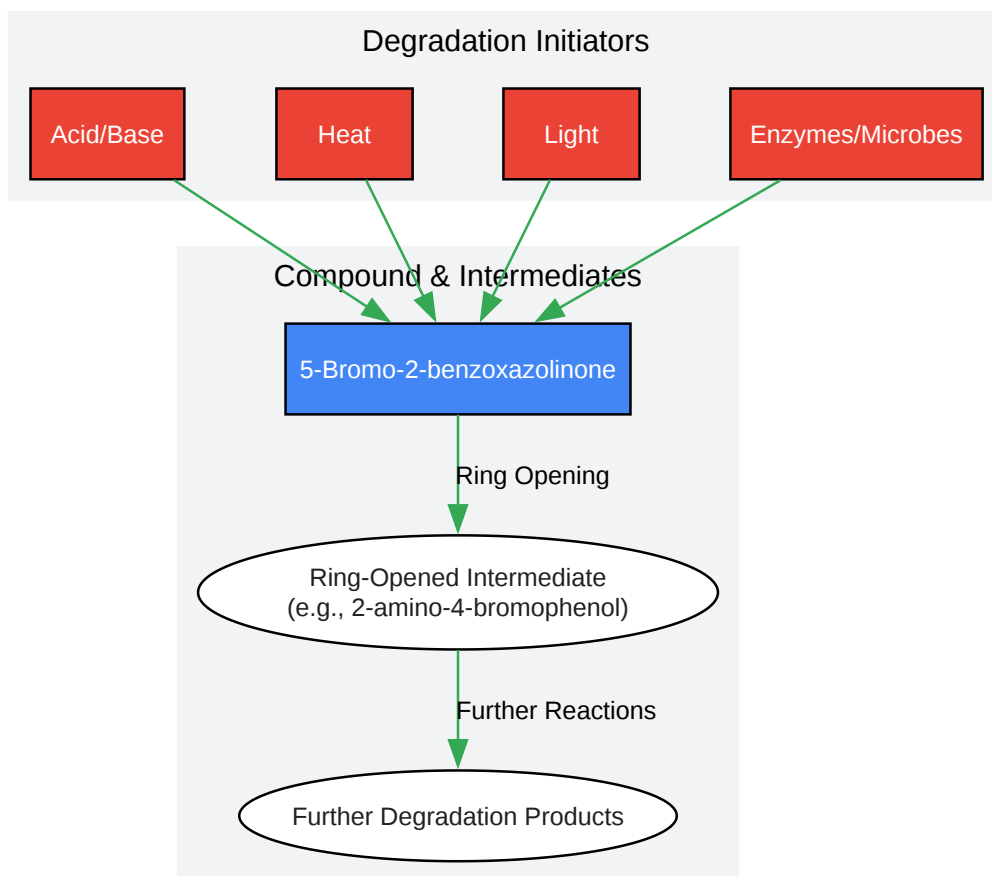 Degradation Initiators
Acid/Base
Heat
Light
Enzymes/Microbes
Compound & Intermediates
5-Bromo-2-benzoxazolinone
Ring Opening
Ring-Opened Intermediate
(e.g., 2-amino-4-bromophenol)
Further Reactions
Further Degradation Products